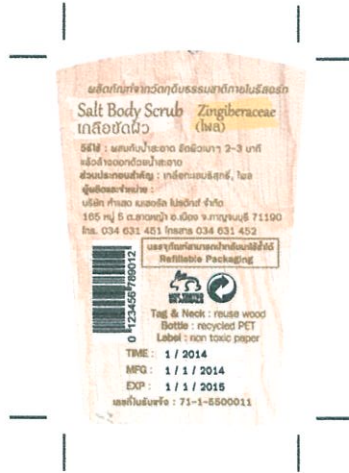 ผลิตภัณฑ์จากวัตถุดิบธรรมชาติภายในรีสอร์ท
Salt Body Scrub Zingiberaceae
เกลือขัดผิว (ไพล)
วิธีใช้ : ผสมกับน้ำสะอาด ขัดผิวเบาๆ 2-3 นาที
แล้วล้างออกด้วยน้ำสะอาด
ส่วนประกอบสำคัญ : เกลือทะเลบริสุทธิ์, ไพล
ผู้ผลิตและจำหน่าย :
บริษัท คำแสด เนเชอรัล โปรดักส์ จำกัด
165 หมู่ 5 ต.ลาดหญ้า อ.เมือง จ.กาญจนบุรี 71190
โทร. 034 631 451 โทรสาร 034 631 452
บรรจุภัณฑ์สามารถนำกลับมาใช้ซ้ำได้
Refillable Packaging
0 123456 789012
Tag & Neck : reuse wood
Bottle : recycled PET
Label : non toxic paper
TIME : 1 / 2014
MFG : 1 / 1 / 2014
EXP : 1 / 1 / 2015
เลขที่ใบรับแจ้ง : 71-1-5500011